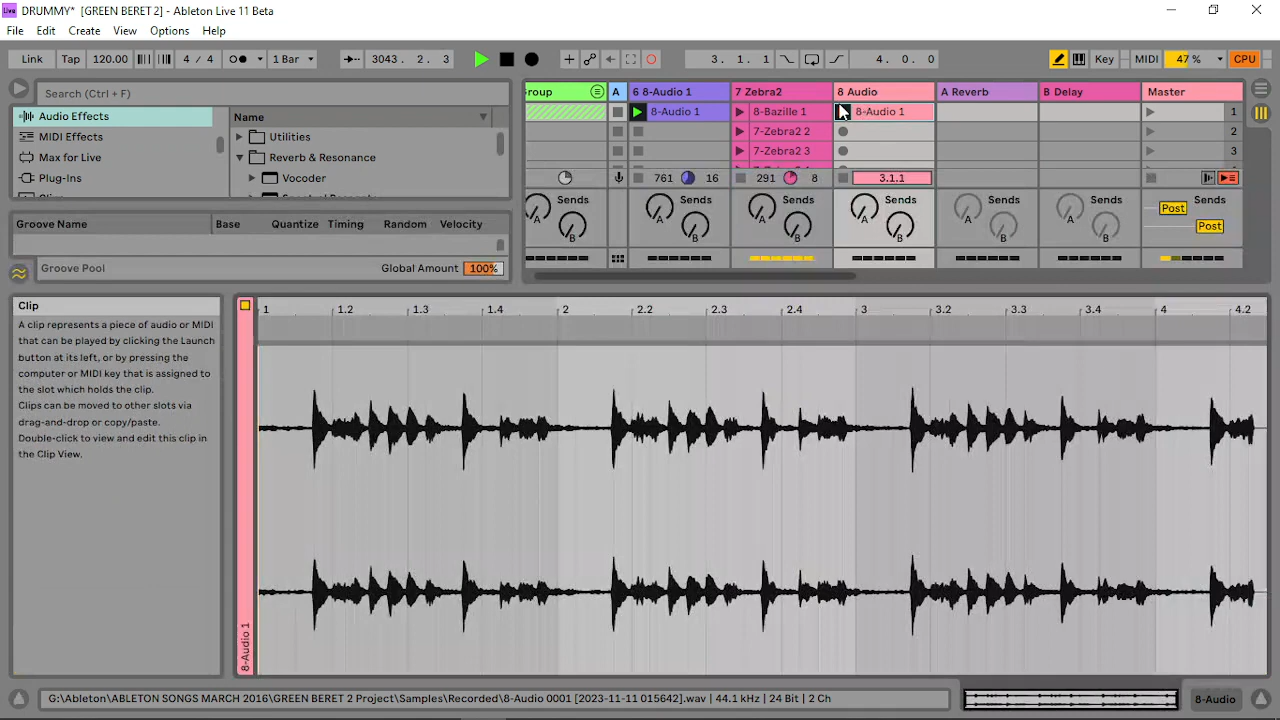 Live DRUMMY* [GREEN BERET 2] - Ableton Live 11 Beta
File Edit Create View Options Help
Link Tap 120.00 4 / 4 1 Bar 3043. 2. 3 3. 1. 1 4. 0. 0 Key MIDI 47 % CPU
Search (Ctrl + F)
Audio Effects
MIDI Effects
Max for Live
Plug-Ins
Name
Utilities
Reverb & Resonance
Vocoder
Groove Name Base Quantize Timing Random Velocity
Groove Pool Global Amount 100%
A 6 8-Audio 1 7 Zebra2 8 Audio A Reverb B Delay Master
8-Audio 1 8-Bazille 1 8-Audio 1 1
7-Zebra2 2 2
7-Zebra2 3 3
761 16 291 8 3.1.1
Sends Sends Sends Sends Sends Sends Sends
A A A A A A Post
B B B B B B Post
Clip
A clip represents a piece of audio or MIDI
that can be played by clicking the Launch
button at its left, or by pressing the
computer or MIDI key that is assigned to
the slot which holds the clip.
Clips can be moved to other slots via
drag-and-drop or copy/paste.
Double-click to view and edit this clip in
the Clip View.
1 1.2 1.3 1.4 2 2.2 2.3 2.4 3 3.2 3.3 3.4 4 4.2
8-Audio 1
G:\Ableton\ABLETON SONGS MARCH 2016\GREEN BERET 2 Project\Samples\Recorded\8-Audio 0001 [2023-11-11 015642].wav | 44.1 kHz | 24 Bit | 2 Ch
8-Audio